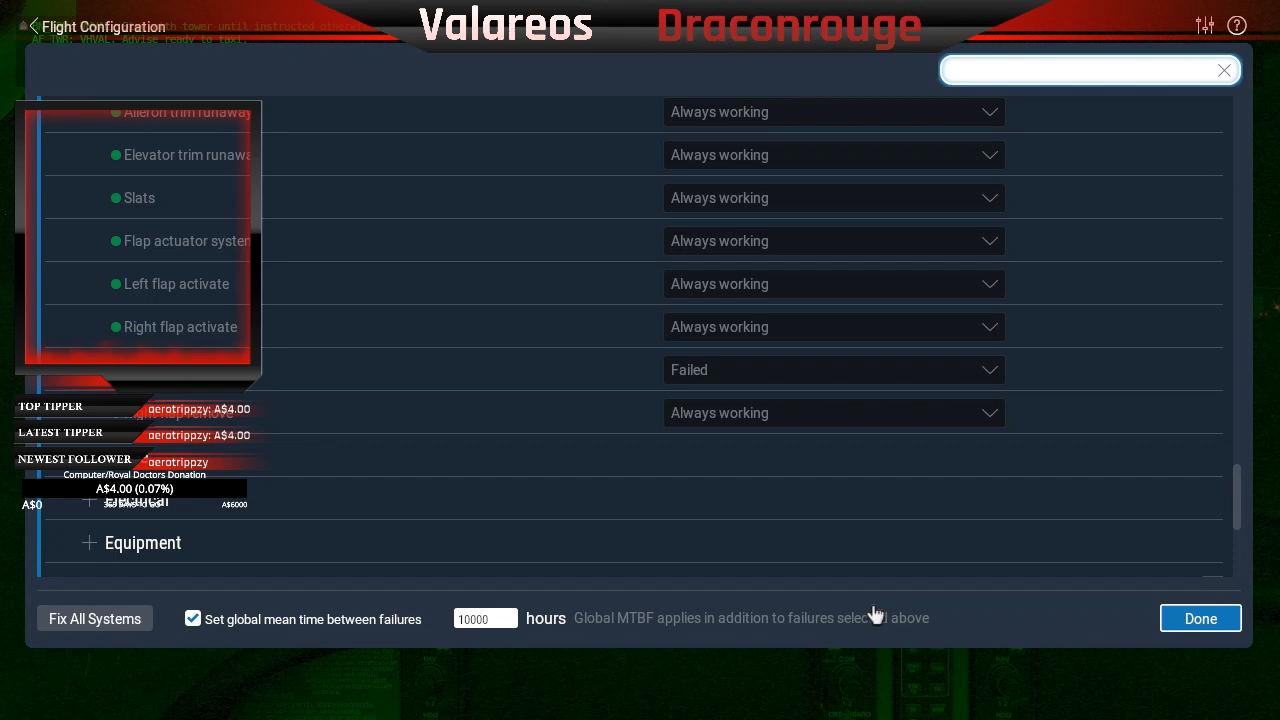 Flight Configuration
Valareos Draconrouge
Aileron trim runaway Always working
Elevator trim runawa Always working
Slats Always working
Flap actuator system Always working
Left flap activate Always working
Right flap activate Always working
Failed
TOP TIPPER aerotrippzy: A$4.00
Always working
LATEST TIPPER aerotrippzy: A$4.00
NEWEST FOLLOWER aerotrippzy
Computer/Royal Doctors Donation
A$4.00 (0.07%)
Electrical
A$0 A$6000
Equipment
Fix All Systems
Set global mean time between failures 10000 hours Global MTBF applies in addition to failures selected above
Done